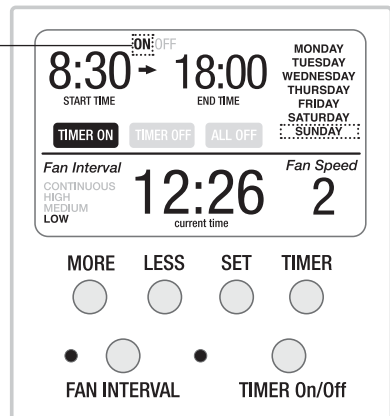 ON OFF
8:30 18:00
START TIME END TIME
MONDAY
TUESDAY
WEDNESDAY
THURSDAY
FRIDAY
SATURDAY
SUNDAY
TIMER ON TIMER OFF ALL OFF
Fan Interval
CONTINUOUS
HIGH
MEDIUM
LOW
12:26
current time
Fan Speed
2
MORE LESS SET TIMER
FAN INTERVAL TIMER On/Off